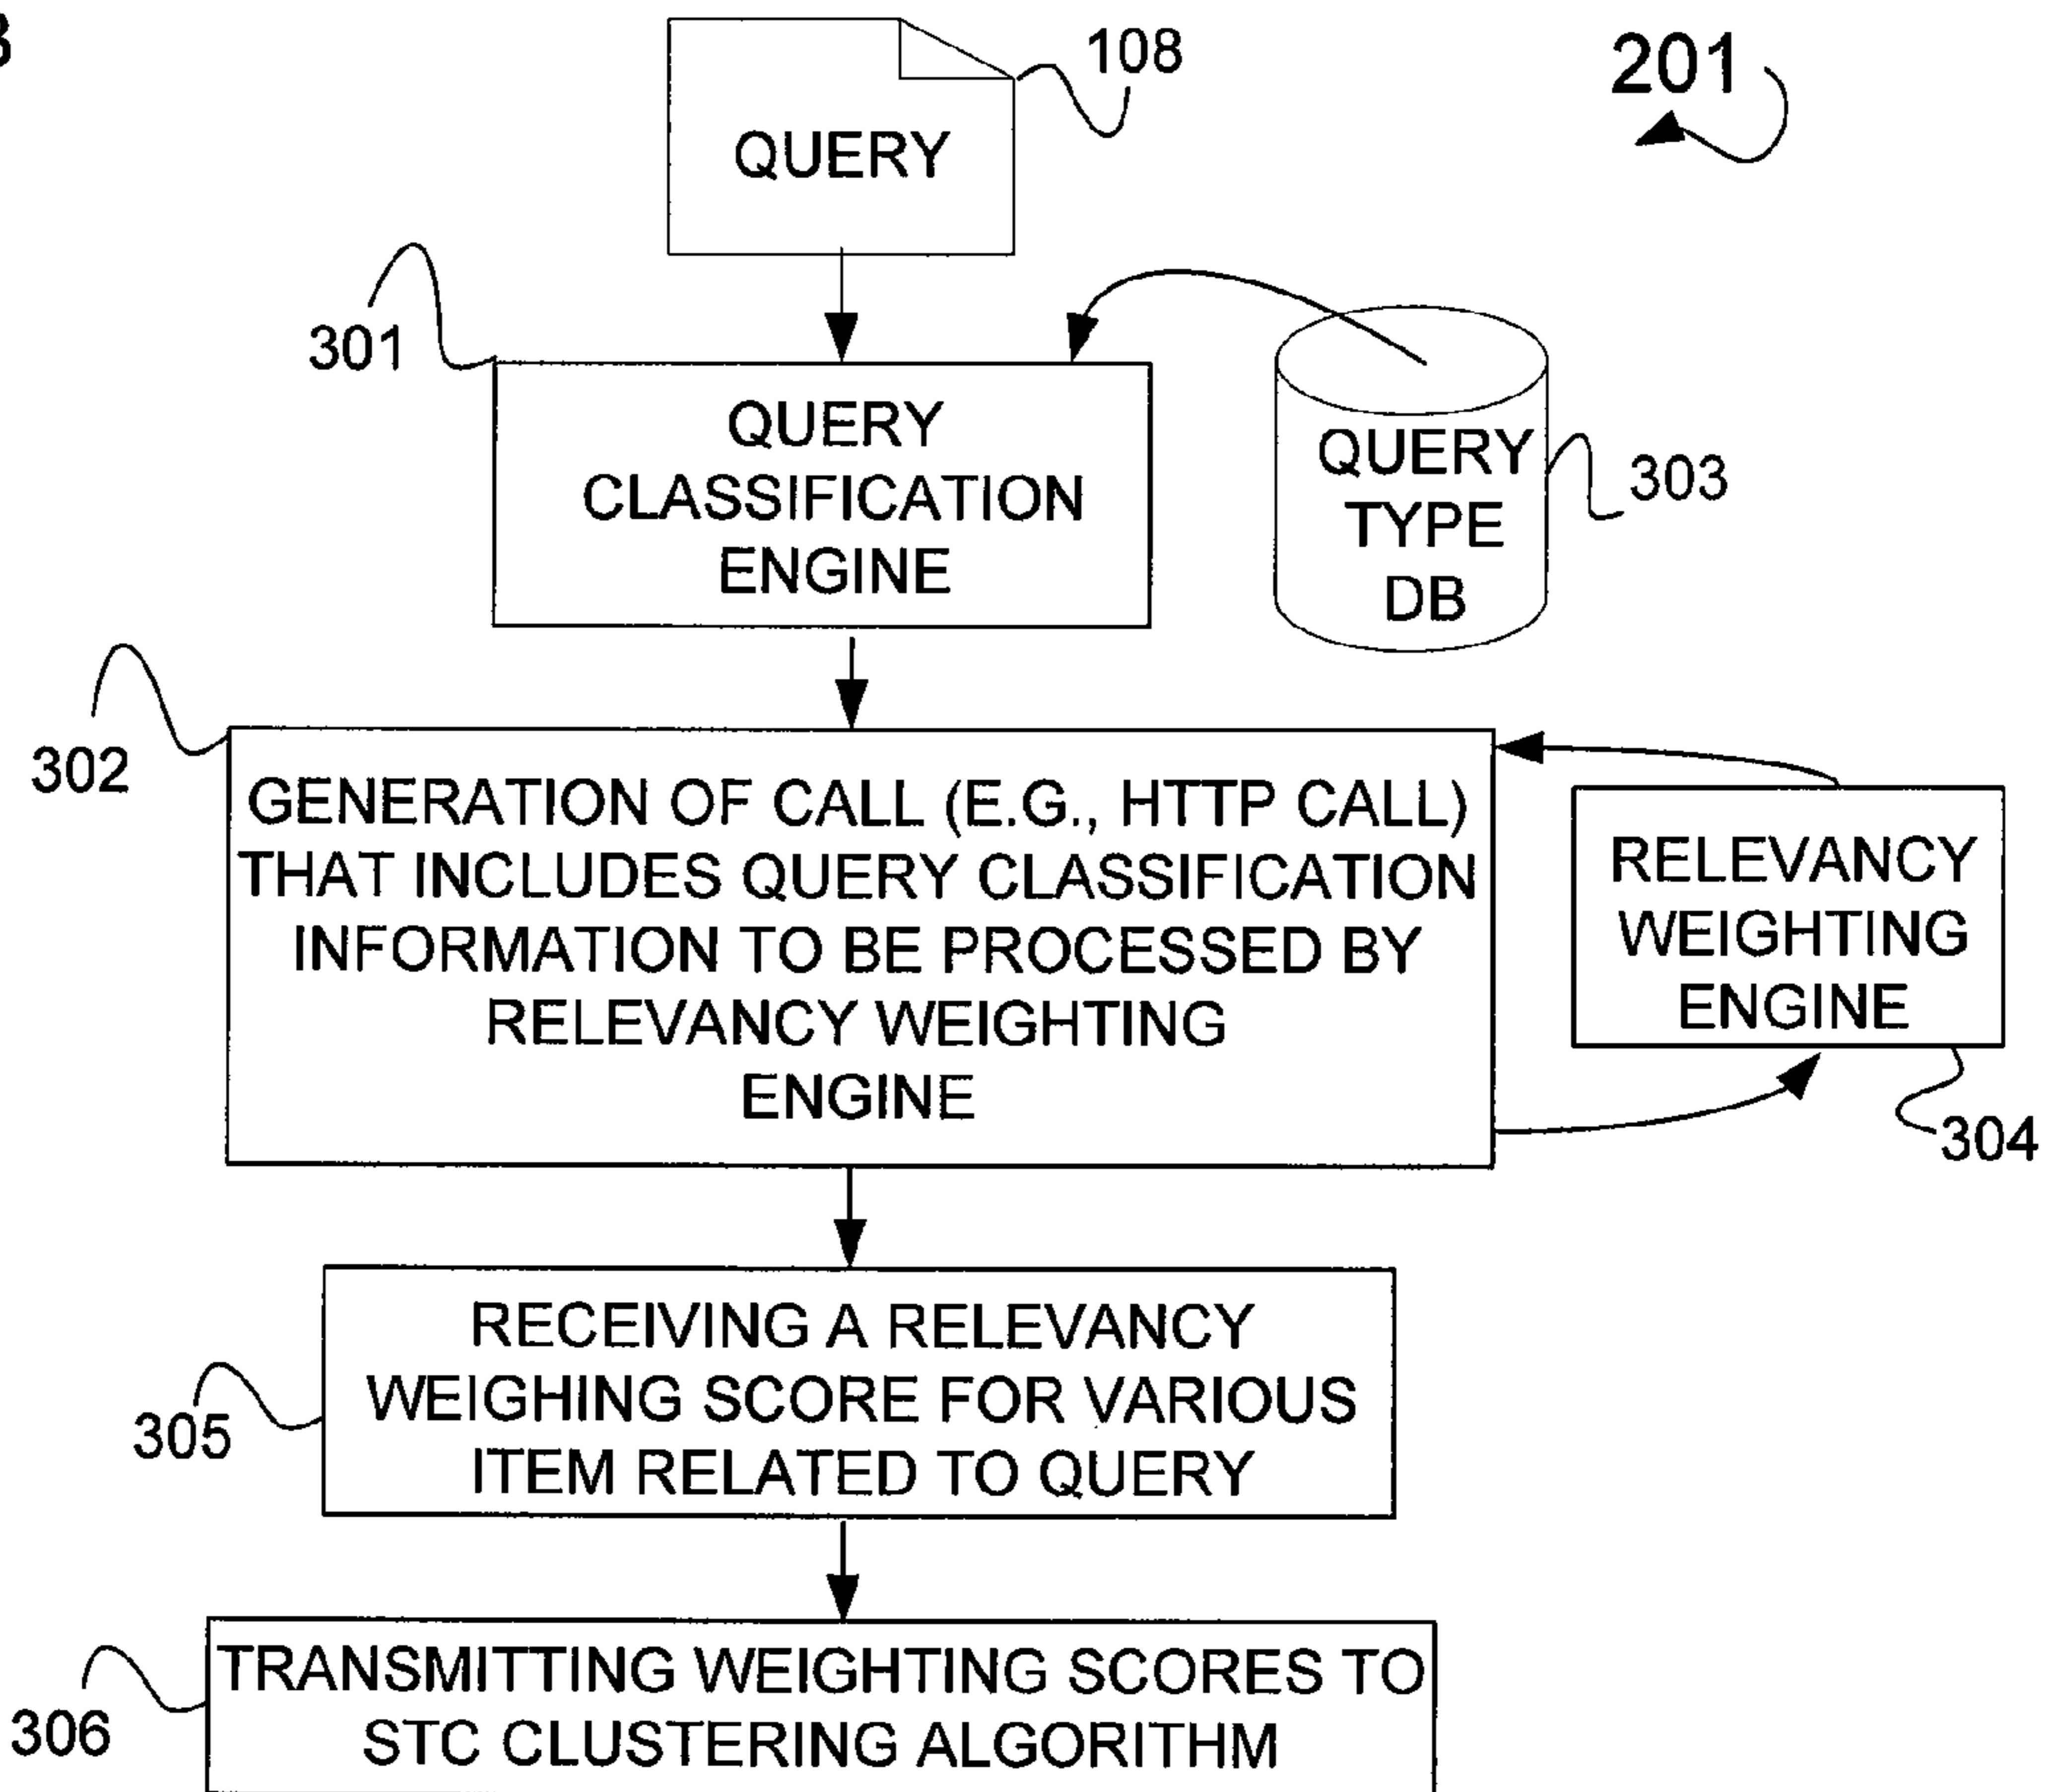 108
201
QUERY
301
QUERY
CLASSIFICATION
ENGINE
QUERY
TYPE
DB
303
302
GENERATION OF CALL (E.G., HTTP CALL)
THAT INCLUDES QUERY CLASSIFICATION
INFORMATION TO BE PROCESSED BY
RELEVANCY WEIGHTING
ENGINE
RELEVANCY
WEIGHTING
ENGINE
304
RECEIVING A RELEVANCY
WEIGHING SCORE FOR VARIOUS
ITEM RELATED TO QUERY
305
TRANSMITTING WEIGHTING SCORES TO
STC CLUSTERING ALGORITHM
306